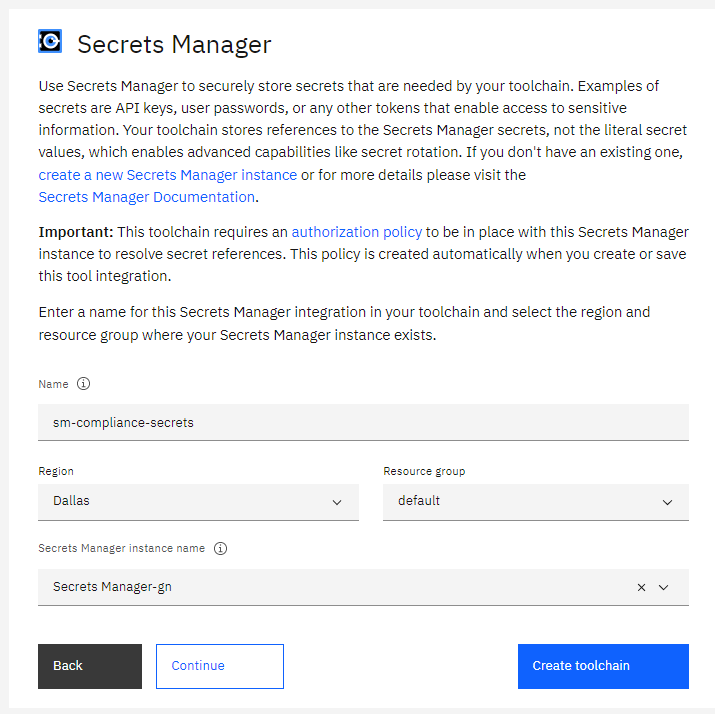 Secrets Manager
Use Secrets Manager to securely store secrets that are needed by your toolchain. Examples of
secrets are API keys, user passwords, or any other tokens that enable access to sensitive
information. Your toolchain stores references to the Secrets Manager secrets, not the literal secret
values, which enables advanced capabilities like secret rotation. If you don't have an existing one,
create a new Secrets Manager instance or for more details please visit the
Secrets Manager Documentation.
Important: This toolchain requires an authorization policy to be in place with this Secrets Manager
instance to resolve secret references. This policy is created automatically when you create or save
this tool integration.
Enter a name for this Secrets Manager integration in your toolchain and select the region and
resource group where your Secrets Manager instance exists.
Name
sm-compliance-secrets
Region
Resource group
Dallas
default
Secrets Manager instance name
Secrets Manager-gn
Back
Continue
Create toolchain